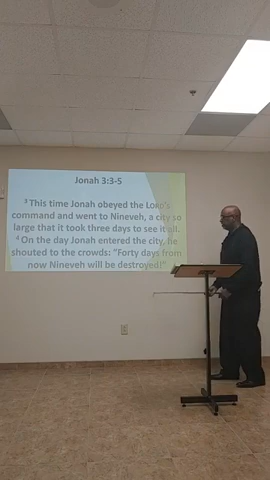 Jonah 3:3-5
³ This time Jonah obeyed the LORD's
command and went to Nineveh, a city so
large that it took three days to see it all.
⁴ On the day Jonah entered the city, he
shouted to the crowds: "Forty days from
now Nineveh will be destroyed!"